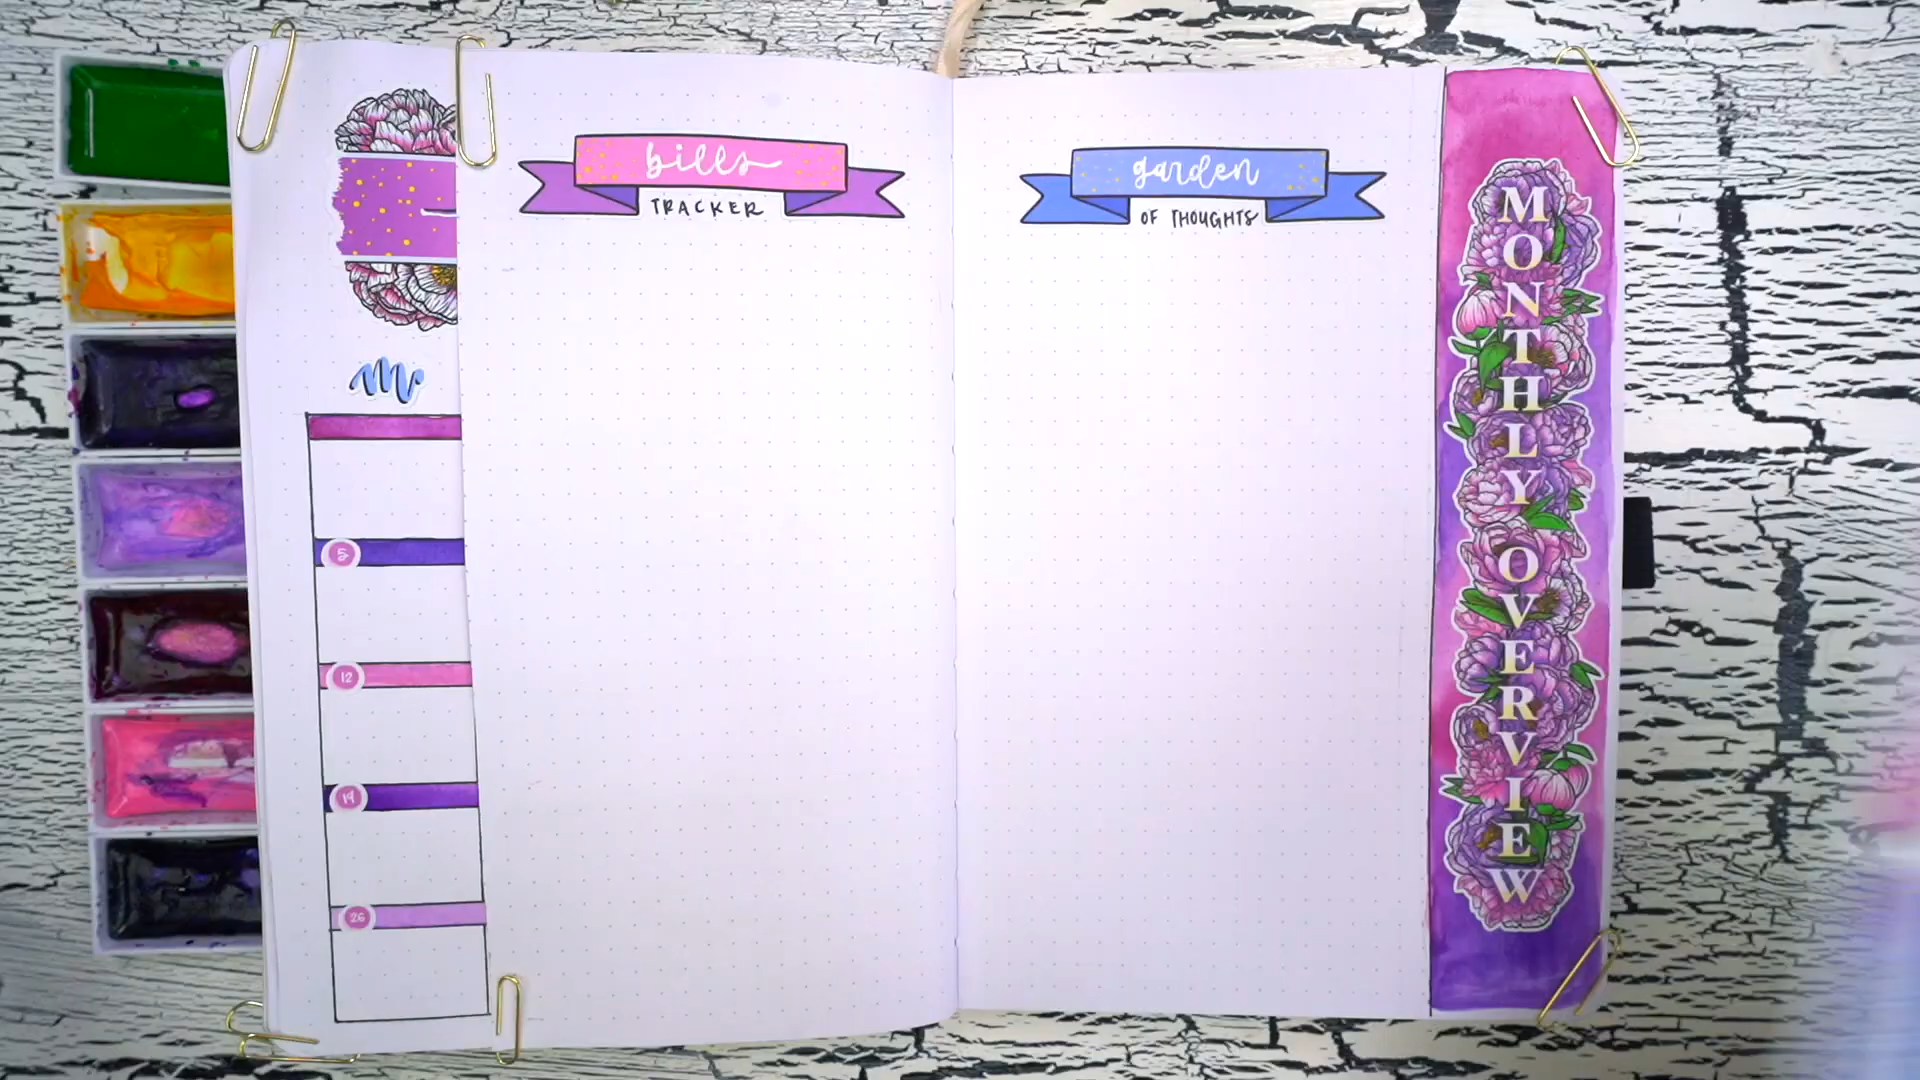 M
5
12
19
26
bills
TRACKER
garden
OF THOUGHTS
MONTHLY OVERVIEW